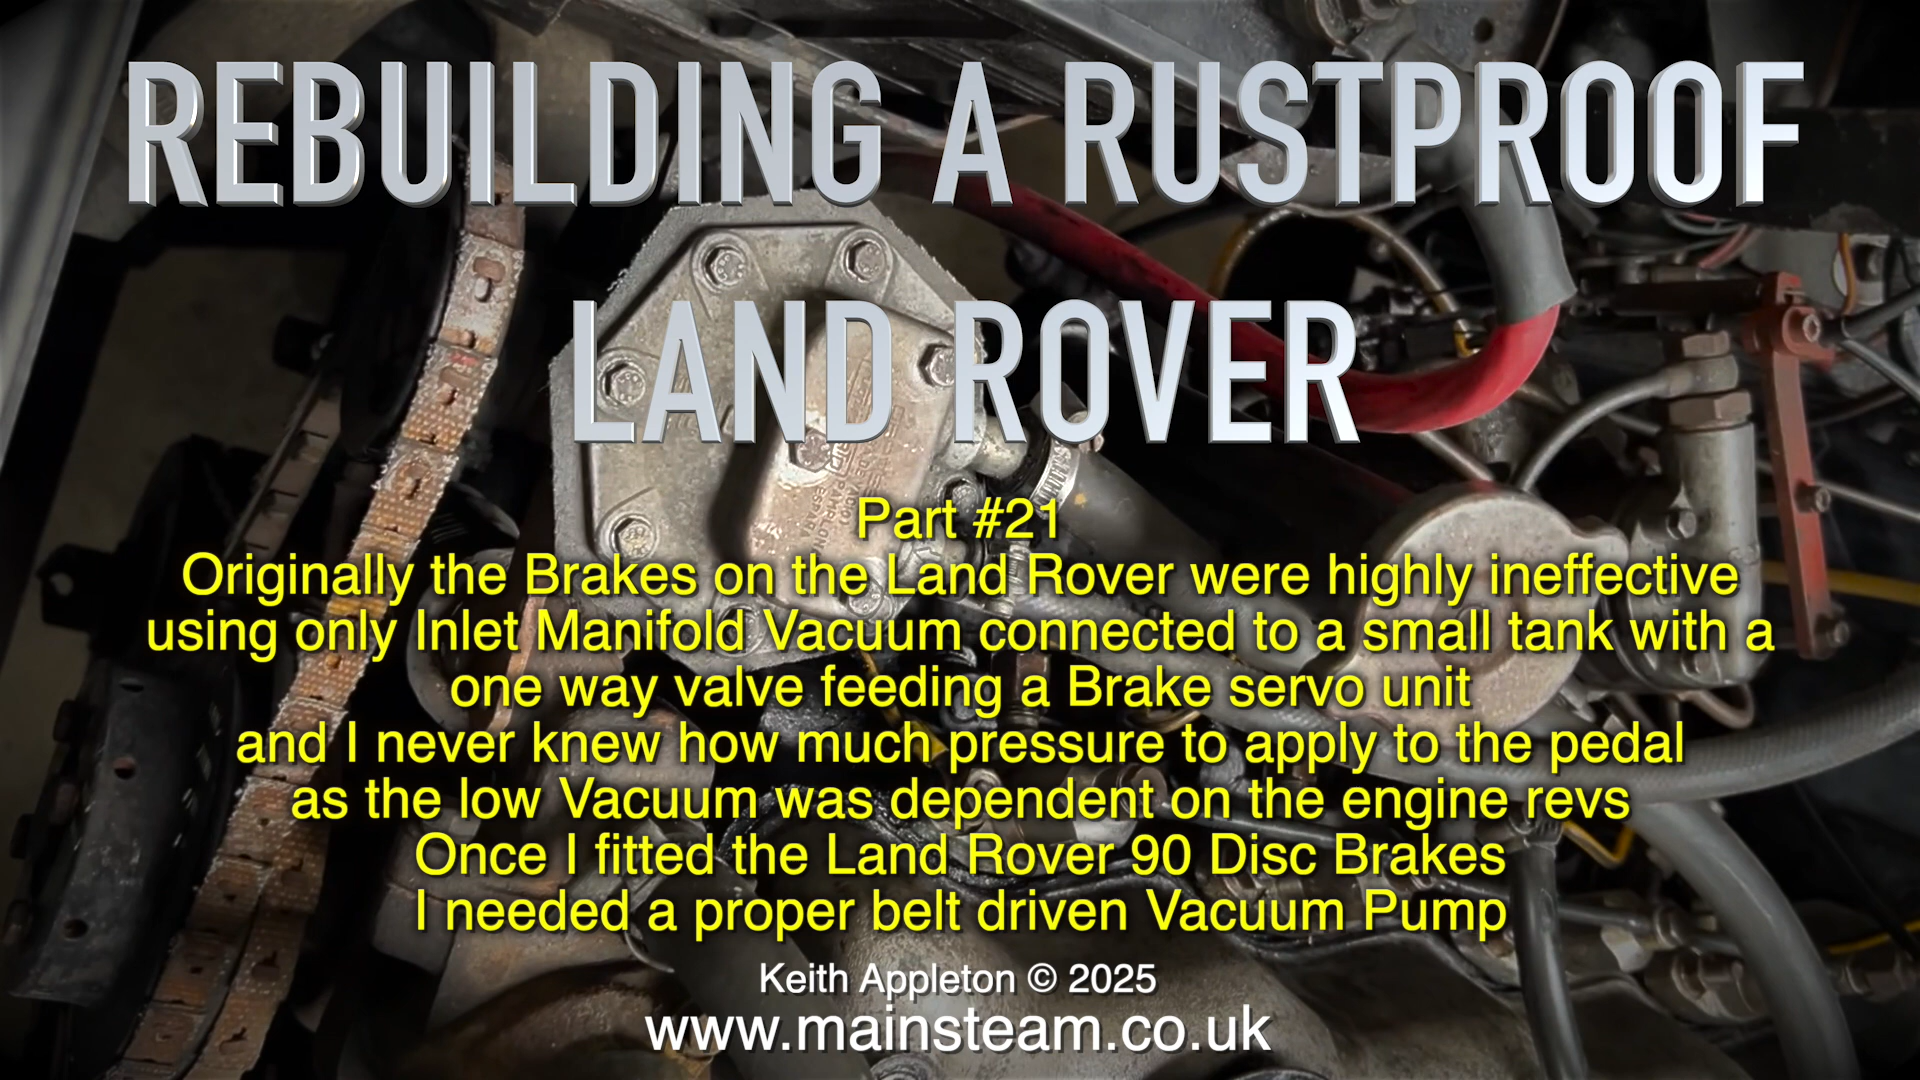 REBUILDING A RUSTPROOF
LAND ROVER
Part #21
Originally the Brakes on the Land Rover were highly ineffective
using only Inlet Manifold Vacuum connected to a small tank with a
one way valve feeding a Brake servo unit
and I never knew how much pressure to apply to the pedal
as the low Vacuum was dependent on the engine revs
Once I fitted the Land Rover 90 Disc Brakes
I needed a proper belt driven Vacuum Pump
Keith Appleton © 2025
www.mainsteam.co.uk